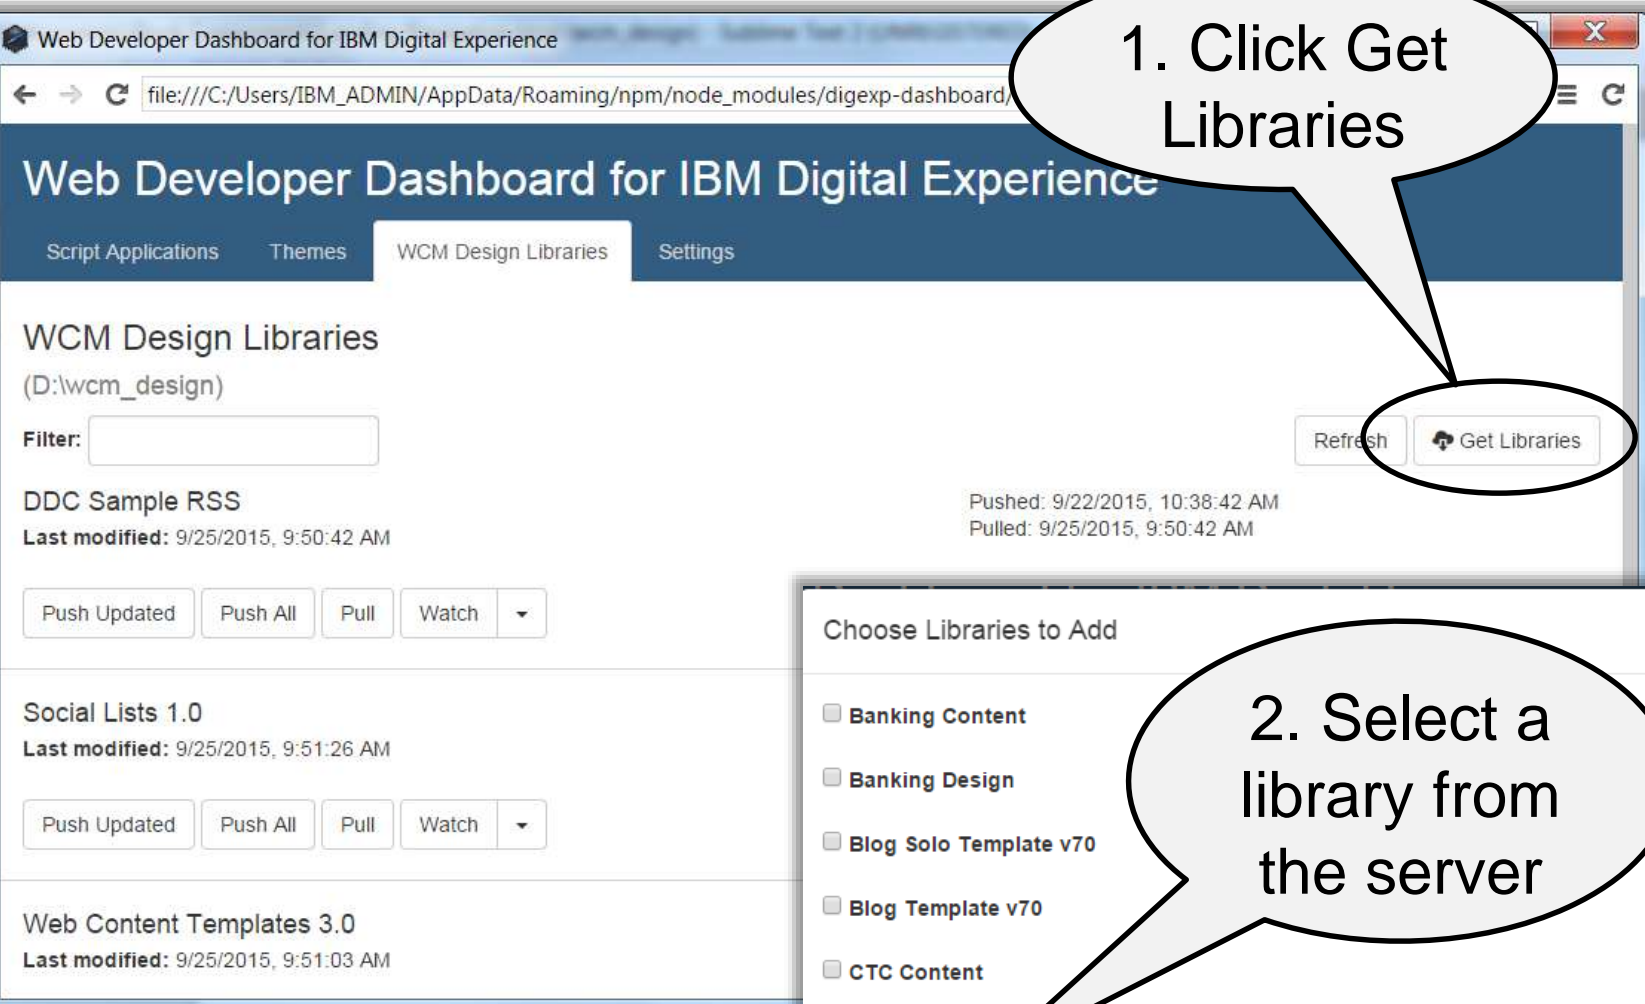 Web Developer Dashboard for IBM Digital Experience
X
1. Click Get
Libraries
file:///C:/Users/IBM_ADMIN/AppData/Roaming/npm/node_modules/digexp-dashboard/
Web Developer Dashboard for IBM Digital Experience
Script Applications
Themes
WCM Design Libraries
Settings
WCM Design Libraries
(D:\wcm_design)
Filter:
Refresh
Get Libraries
DDC Sample RSS
Last modified: 9/25/2015, 9:50:42 AM
Pushed: 9/22/2015, 10:38:42 AM
Pulled: 9/25/2015, 9:50:42 AM
Push Updated
Push All
Pull
Watch
Social Lists 1.0
Last modified: 9/25/2015, 9:51:26 AM
Push Updated
Push All
Pull
Watch
Web Content Templates 3.0
Last modified: 9/25/2015, 9:51:03 AM
Choose Libraries to Add
Banking Content
Banking Design
Blog Solo Template v70
Blog Template v70
CTC Content
2. Select a
library from
the server